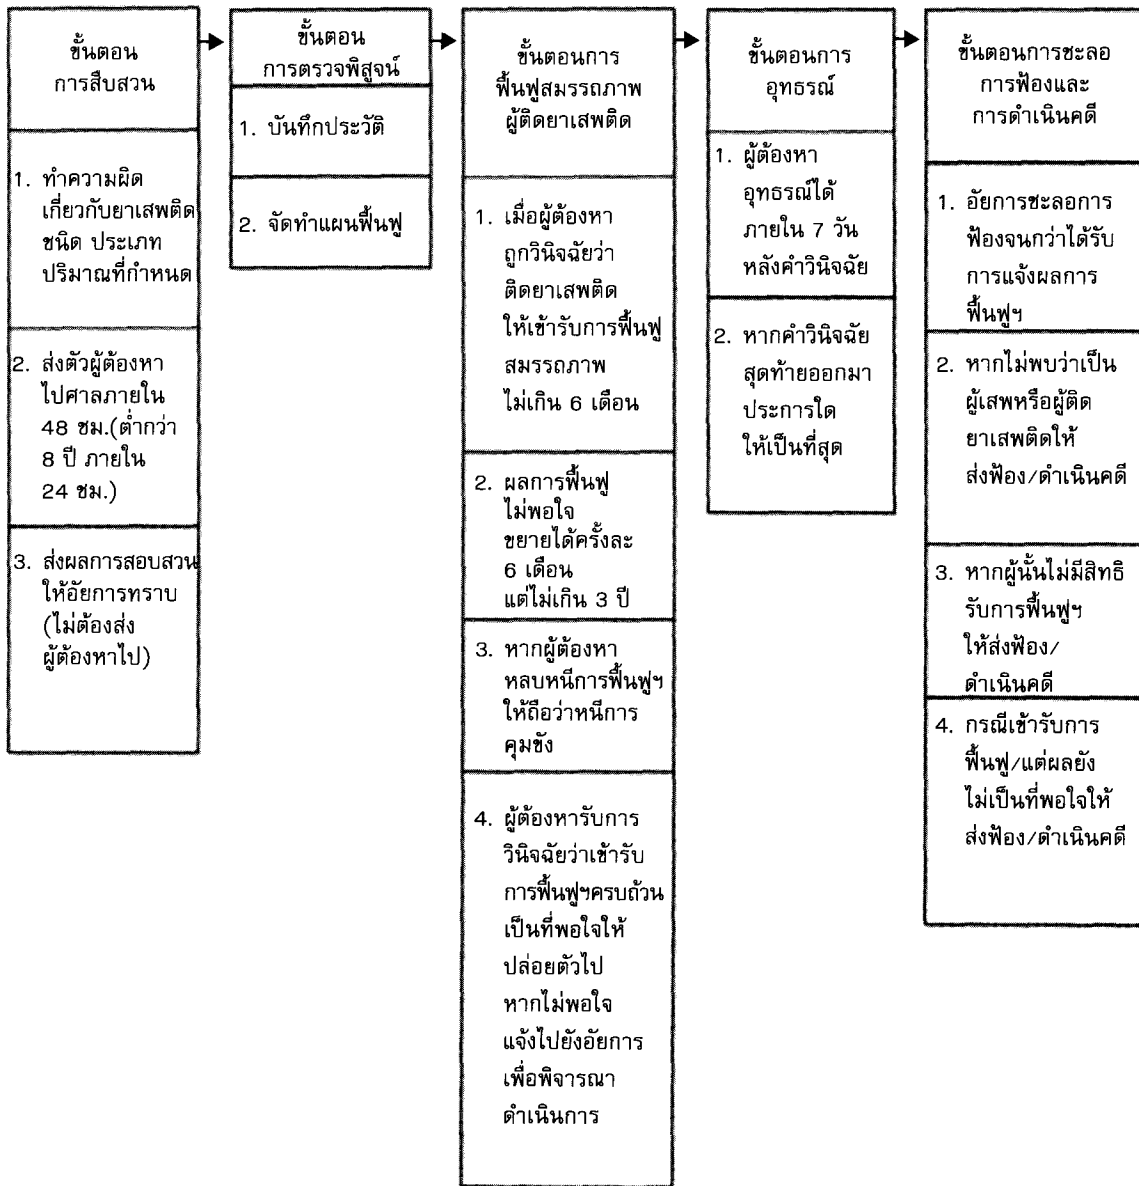 ขั้นตอน
การสืบสวน
1. ทำความผิด
เกี่ยวกับยาเสพติด
ชนิด ประเภท
ปริมาณที่กำหนด
2. ส่งตัวผู้ต้องหา
ไปศาลภายใน
48 ชม.(ต่ำกว่า
8 ปี ภายใน
24 ชม.)
3. ส่งผลการสอบสวน
ให้อัยการทราบ
(ไม่ต้องส่ง
ผู้ต้องหาไป)
ขั้นตอน
การตรวจพิสูจน์
1. บันทึกประวัติ
2. จัดทำแผนฟื้นฟู
ขั้นตอนการ
ฟื้นฟูสมรรถภาพ
ผู้ติดยาเสพติด
1. เมื่อผู้ต้องหา
ถูกวินิจฉัยว่า
ติดยาเสพติด
ให้เข้ารับการฟื้นฟู
สมรรถภาพ
ไม่เกิน 6 เดือน
2. ผลการฟื้นฟู
ไม่พอใจ
ขยายได้ครั้งละ
6 เดือน
แต่ไม่เกิน 3 ปี
3. หากผู้ต้องหา
หลบหนีการฟื้นฟูฯ
ให้ถือว่าหนีการ
คุมขัง
4. ผู้ต้องหารับการ
วินิจฉัยว่าเข้ารับ
การฟื้นฟูฯครบถ้วน
เป็นที่พอใจให้
ปล่อยตัวไป
หากไม่พอใจ
แจ้งไปยังอัยการ
เพื่อพิจารณา
ดำเนินการ
ขั้นตอนการ
อุทธรณ์
1. ผู้ต้องหา
อุทธรณ์ได้
ภายใน 7 วัน
หลังคำวินิจฉัย
2. หากคำวินิจฉัย
สุดท้ายออกมา
ประการใด
ให้เป็นที่สุด
ขั้นตอนการชะลอ
การฟ้องและ
การดำเนินคดี
1. อัยการชะลอการ
ฟ้องจนกว่าได้รับ
การแจ้งผลการ
ฟื้นฟูฯ
2. หากไม่พบว่าเป็น
ผู้เสพหรือผู้ติด
ยาเสพติดให้
ส่งฟ้อง/ดำเนินคดี
3. หากผู้นั้นไม่มีสิทธิ
รับการฟื้นฟูฯ
ให้ส่งฟ้อง/
ดำเนินคดี
4. กรณีเข้ารับการ
ฟื้นฟู/แต่ผลยัง
ไม่เป็นที่พอใจให้
ส่งฟ้อง/ดำเนินคดี